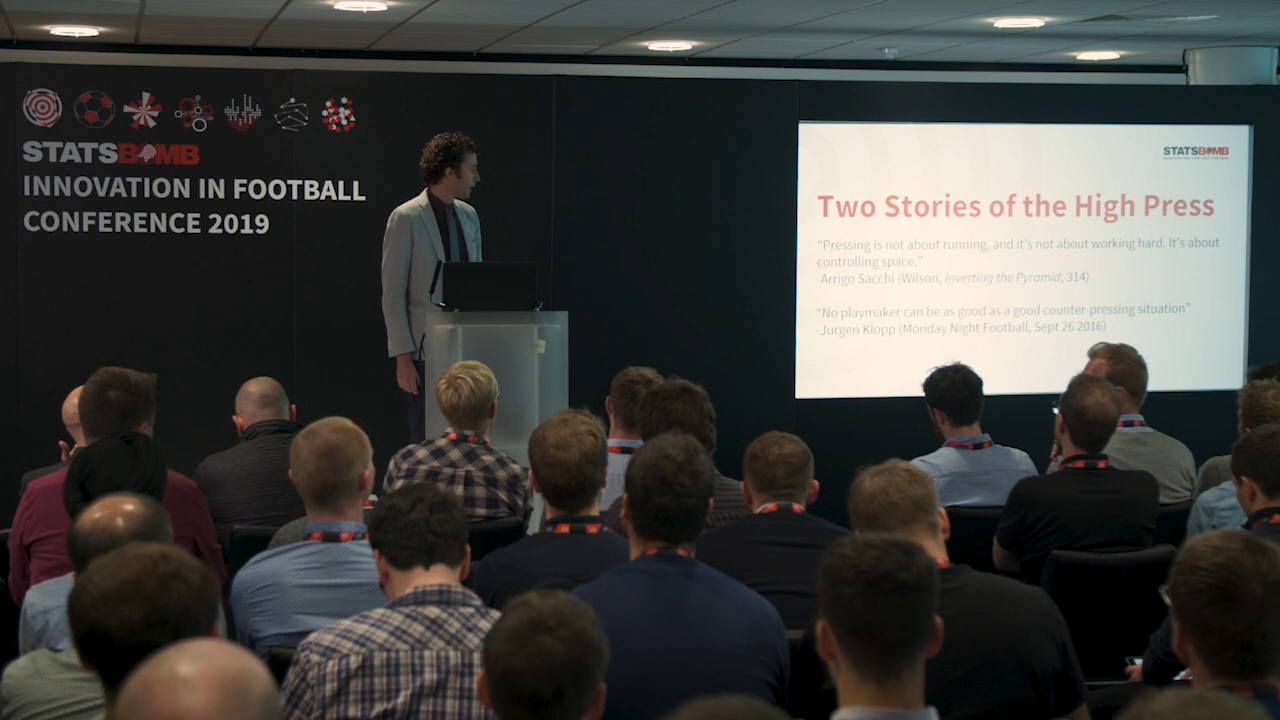 STATSBOMB
INNOVATION IN FOOTBALL
CONFERENCE 2019
STATSBOMB
Two Stories of the High Press
“Pressing is not about running, and it’s not about working hard. It’s about
controlling space.”
-Arrigo Sacchi (Wilson, Inverting the Pyramid, 314)
“No playmaker can be as good as a good counter-pressing situation”
-Jurgen Klopp (Monday Night Football, Sept 26 2016)